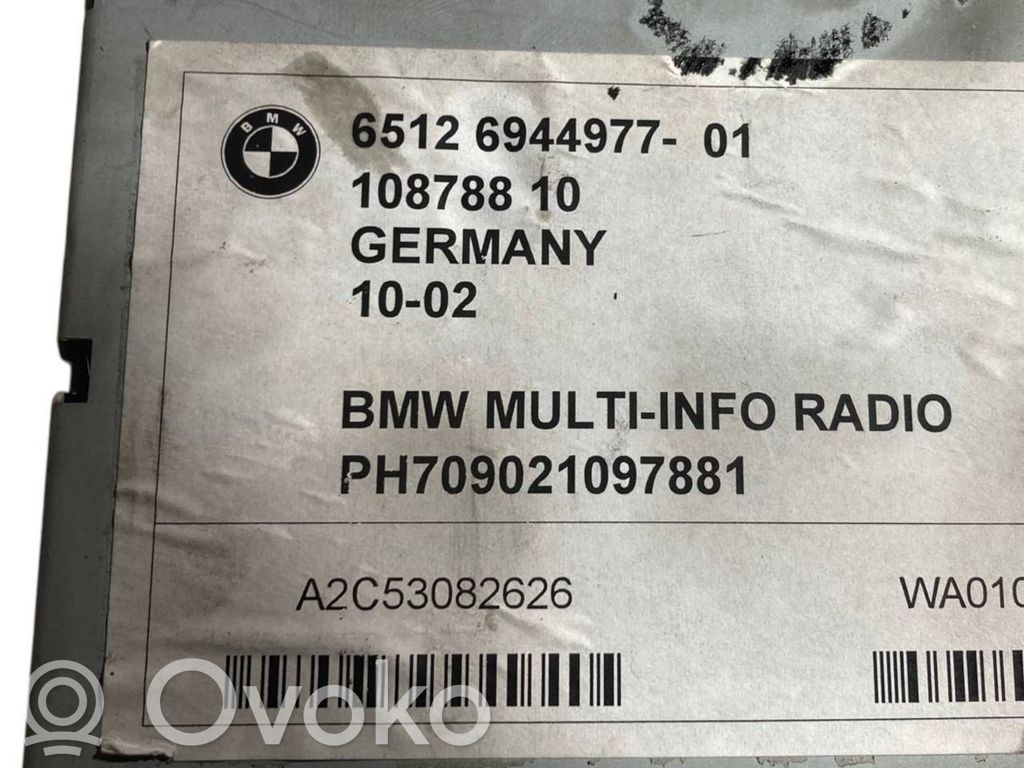 BMW
6512 6944977- 01
108788 10
GERMANY
10-02
BMW MULTI-INFO RADIO
PH709021097881
A2C53082626
WA010
Ovoko